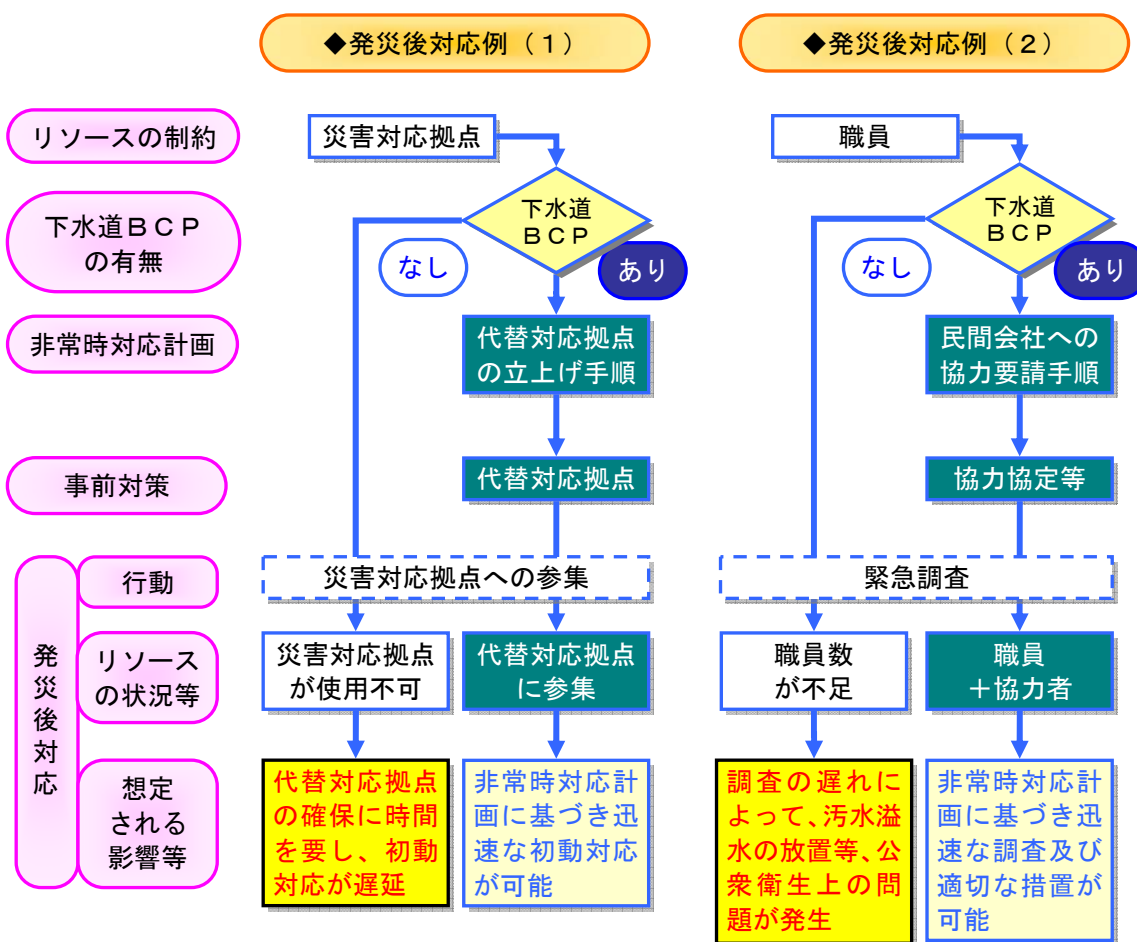 ◆発災後対応例（１）
◆発災後対応例（２）
リソースの制約
災害対応拠点
職員
下水道ＢＣＰ
の有無
下水道
ＢＣＰ
なし
あり
下水道
ＢＣＰ
なし
あり
非常時対応計画
代替対応拠点
の立上げ手順
民間会社への
協力要請手順
事前対策
代替対応拠点
協力協定等
発災後対応
行動
災害対応拠点への参集
緊急調査
リソース
の状況等
災害対応拠点
が使用不可
代替対応拠点
に参集
職員数
が不足
職員
＋協力者
想定
される
影響等
代替対応拠点
の確保に時間
を要し、初動
対応が遅延
非常時対応計
画に基づき迅
速な初動対応
が可能
調査の遅れに
よって、汚水溢
水の放置等、公
衆衛生上の問
題が発生
非常時対応計
画に基づき迅
速な調査及び
適切な措置が
可能